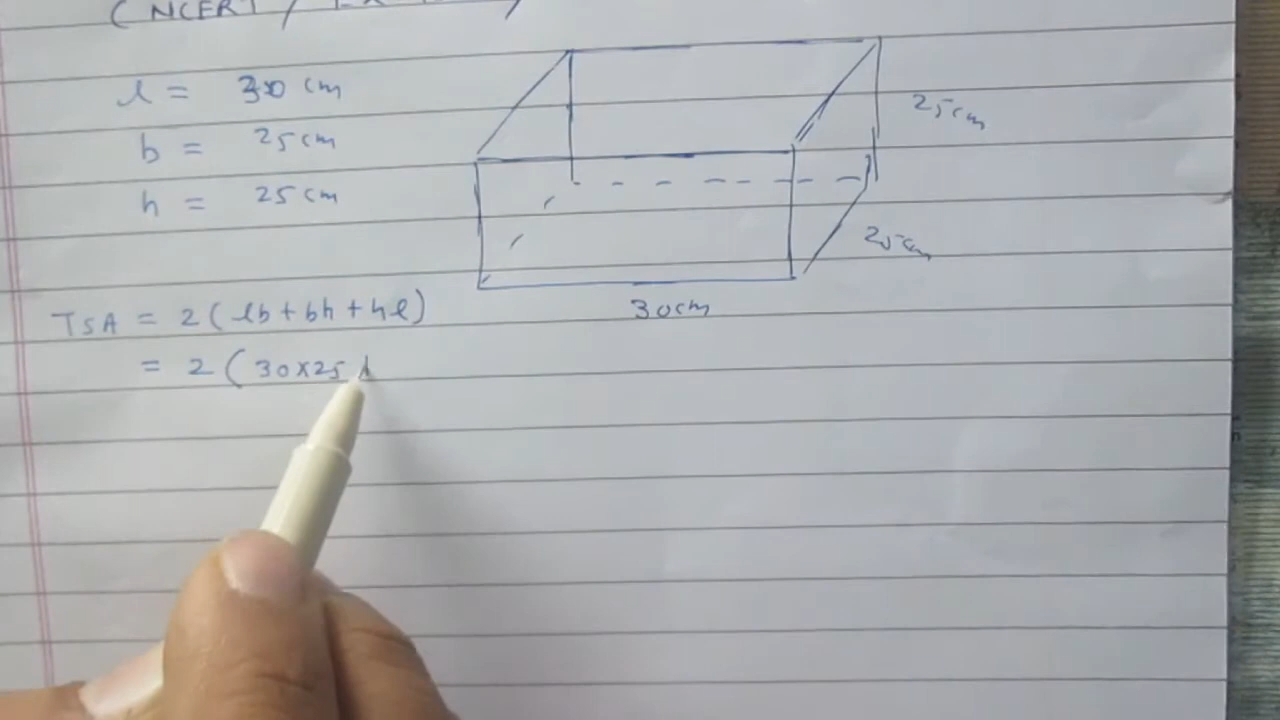 (NCERT /
l = 30 cm
b = 25 cm
h = 25 cm
25 cm
25 cm
30 cm
TSA = 2 (lb + bh + hl)
= 2 ( 30 × 25